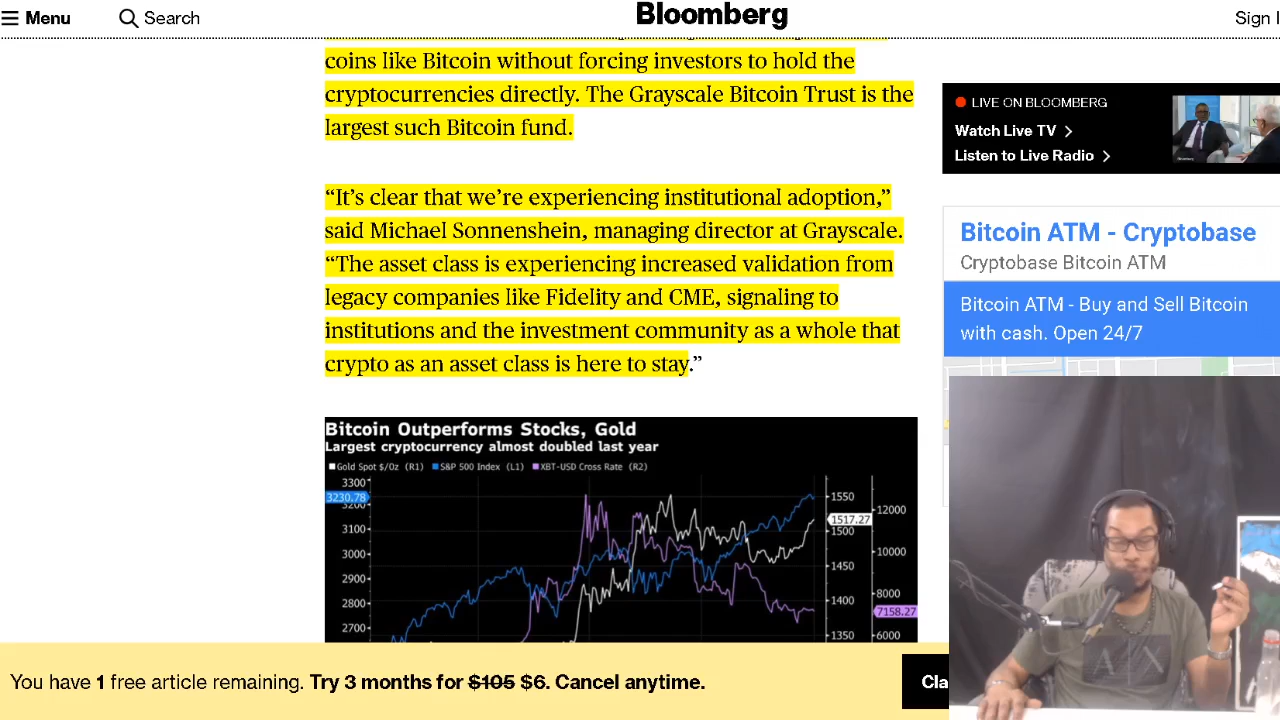 Menu
Search
Bloomberg
Sign I
coins like Bitcoin without forcing investors to hold the
cryptocurrencies directly. The Grayscale Bitcoin Trust is the
largest such Bitcoin fund.
“It’s clear that we’re experiencing institutional adoption,”
said Michael Sonnenshein, managing director at Grayscale.
“The asset class is experiencing increased validation from
legacy companies like Fidelity and CME, signaling to
institutions and the investment community as a whole that
crypto as an asset class is here to stay.”
Bitcoin Outperforms Stocks, Gold
Largest cryptocurrency almost doubled last year
Gold Spot $/Oz (R1) S&P 500 Index (L1) XBT-USD Cross Rate (R2)
3300
3230.78
3200
3100
3000
2900
2800
2700
1550
1517.27
1500
1450
1400
1350
12000
10000
8000
7158.27
6000
LIVE ON BLOOMBERG
Watch Live TV
Listen to Live Radio
Bitcoin ATM - Cryptobase
Cryptobase Bitcoin ATM
Bitcoin ATM - Buy and Sell Bitcoin
with cash. Open 24/7
You have 1 free article remaining. Try 3 months for $105 $6. Cancel anytime.
Cla